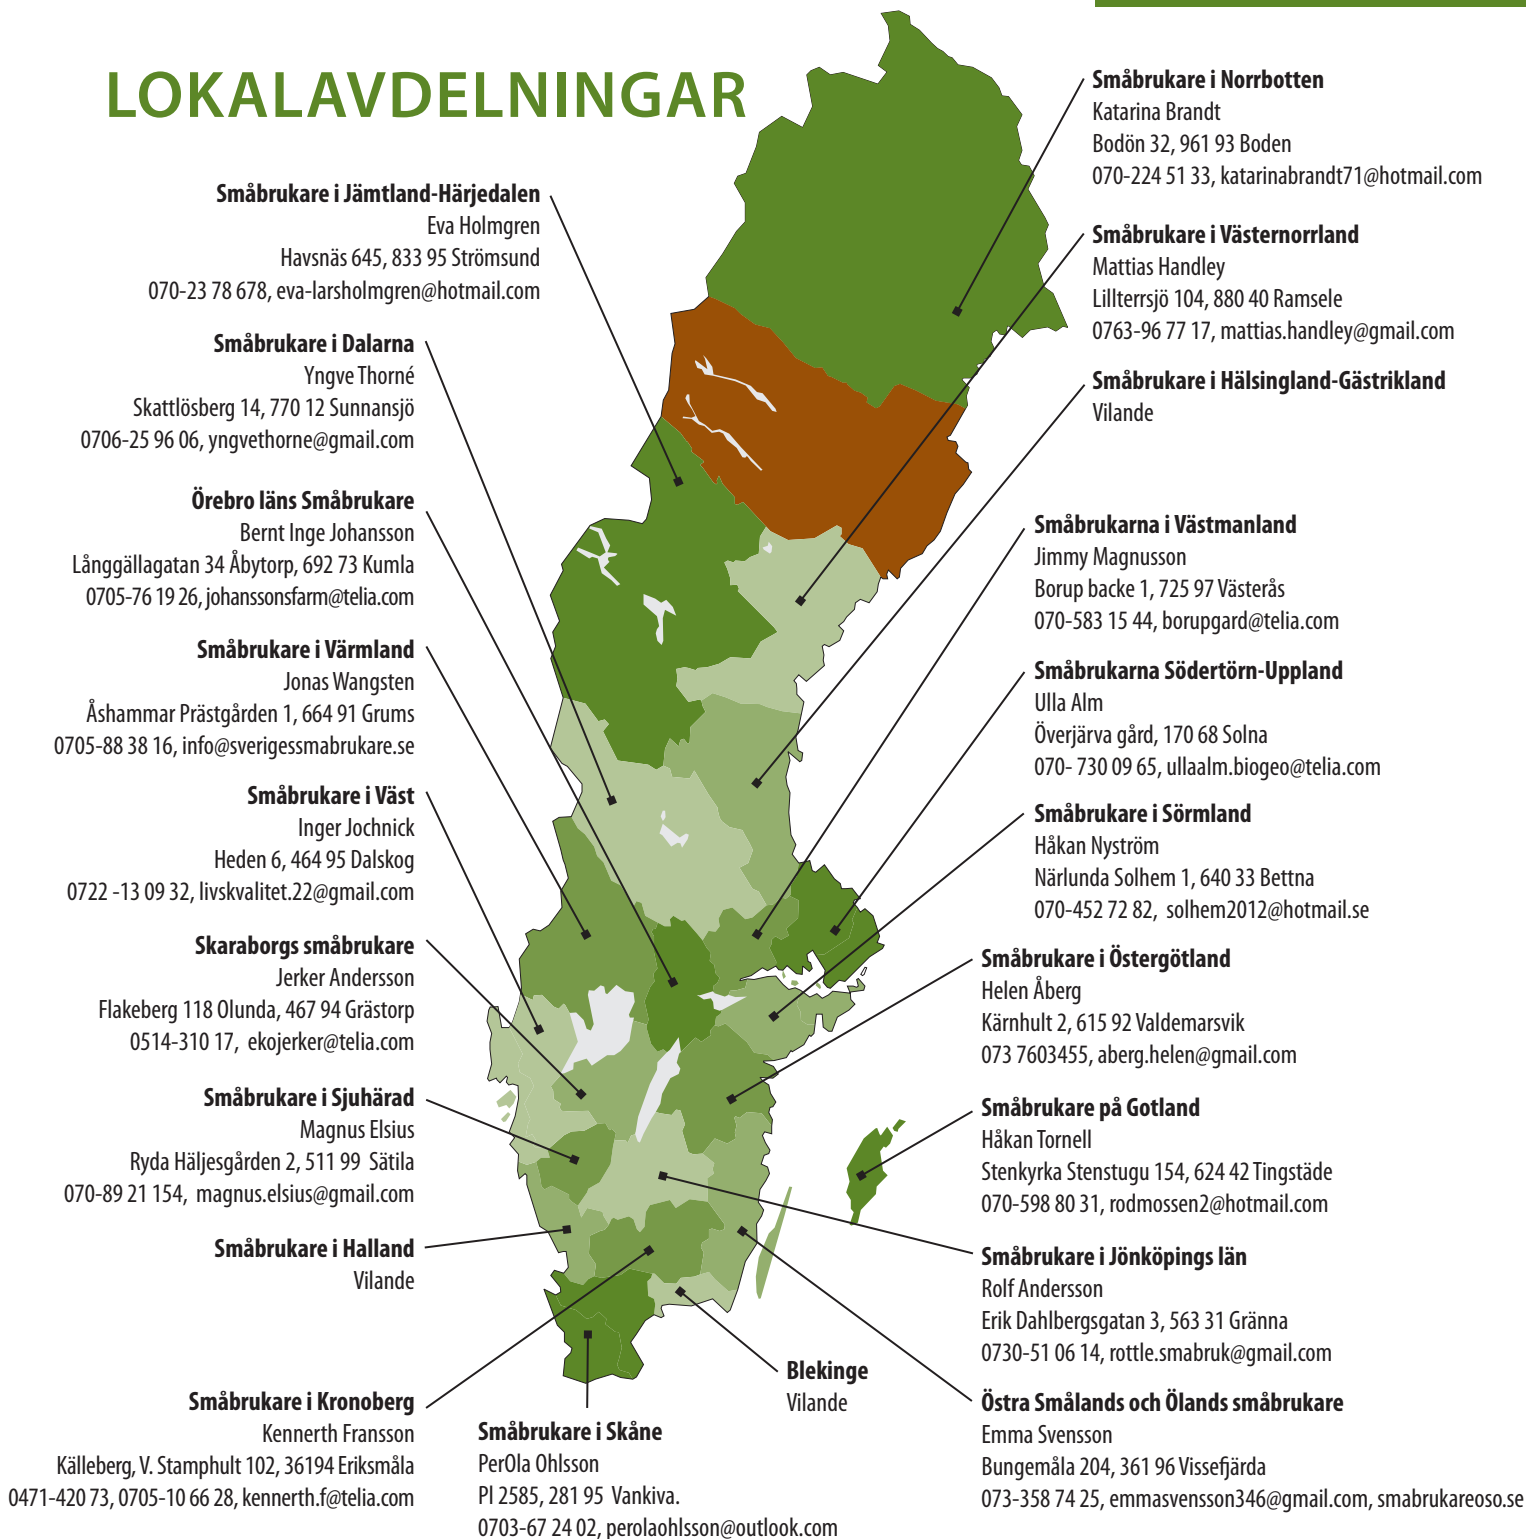 LOKALAVDELNINGAR
Småbrukare i Jämtland-Härjedalen
Eva Holmgren
Havsnäs 645, 833 95 Strömsund
070-23 78 678, eva-larsholmgren@hotmail.com
Småbrukare i Dalarna
Yngve Thorné
Skattlösberg 14, 770 12 Sunnansjö
0706-25 96 06, yngvethorne@gmail.com
Örebro läns Småbrukare
Bernt Inge Johansson
Långgällagatan 34 Åbytorp, 692 73 Kumla
0705-76 19 26, johanssonsfarm@telia.com
Småbrukare i Värmland
Jonas Wangsten
Åshammar Prästgården 1, 664 91 Grums
0705-88 38 16, info@sverigessmabrukare.se
Småbrukare i Väst
Inger Jochnick
Heden 6, 464 95 Dalskog
0722 -13 09 32, livskvalitet.22@gmail.com
Skaraborgs småbrukare
Jerker Andersson
Flakeberg 118 Olunda, 467 94 Grästorp
0514-310 17, ekojerker@telia.com
Småbrukare i Sjuhärad
Magnus Elsius
Ryda Häljesgården 2, 511 99 Sätila
070-89 21 154, magnus.elsius@gmail.com
Småbrukare i Halland
Vilande
Småbrukare i Kronoberg
Kennerth Fransson
Källeberg, V. Stamphult 102, 36194 Eriksmåla
0471-420 73, 0705-10 66 28, kennerth.f@telia.com
Småbrukare i Skåne
PerOla Ohlsson
Pl 2585, 281 95 Vankiva.
0703-67 24 02, perolaohlsson@outlook.com
Blekinge
Vilande
Småbrukare i Norrbotten
Katarina Brandt
Bodön 32, 961 93 Boden
070-224 51 33, katarinabrandt71@hotmail.com
Småbrukare i Västernorrland
Mattias Handley
Lillterrsjö 104, 880 40 Ramsele
0763-96 77 17, mattias.handley@gmail.com
Småbrukare i Hälsingland-Gästrikland
Vilande
Småbrukarna i Västmanland
Jimmy Magnusson
Borup backe 1, 725 97 Västerås
070-583 15 44, borupgard@telia.com
Småbrukarna Södertörn-Uppland
Ulla Alm
Överjärva gård, 170 68 Solna
070- 730 09 65, ullaalm.biogeo@telia.com
Småbrukare i Sörmland
Håkan Nyström
Närlunda Solhem 1, 640 33 Bettna
070-452 72 82, solhem2012@hotmail.se
Småbrukare i Östergötland
Helen Åberg
Kärnhult 2, 615 92 Valdemarsvik
073 7603455, aberg.helen@gmail.com
Småbrukare på Gotland
Håkan Tornell
Stenkyrka Stenstugu 154, 624 42 Tingstäde
070-598 80 31, rodmossen2@hotmail.com
Småbrukare i Jönköpings län
Rolf Andersson
Erik Dahlbergsgatan 3, 563 31 Gränna
0730-51 06 14, rottle.smabruk@gmail.com
Östra Smålands och Ölands småbrukare
Emma Svensson
Bungemåla 204, 361 96 Vissefjärda
073-358 74 25, emmasvensson346@gmail.com, smabrukareoso.se